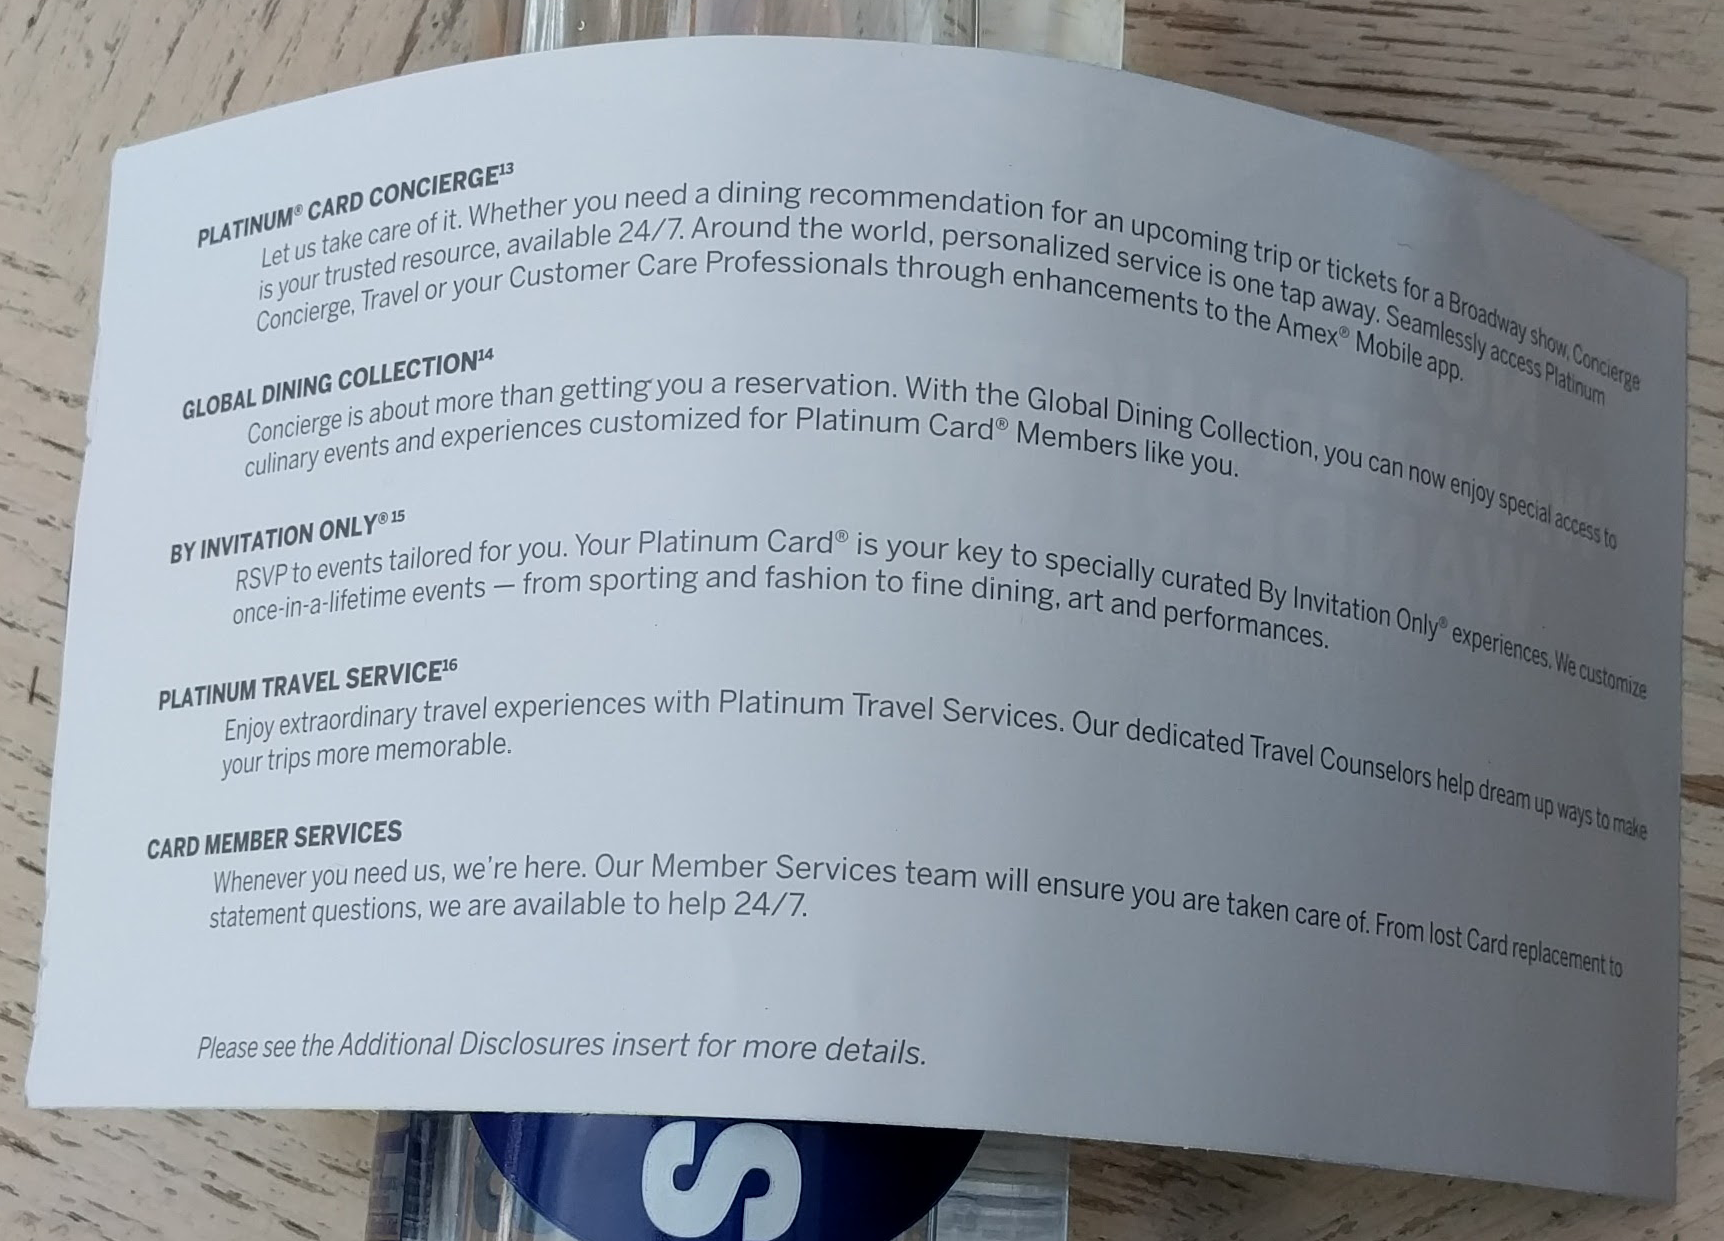 PLATINUM® CARD CONCIERGE¹³
Let us take care of it. Whether you need a dining recommendation for an upcoming trip or tickets for a Broadway show, Concierge
is your trusted resource, available 24/7. Around the world, personalized service is one tap away. Seamlessly access Platinum
Concierge, Travel or your Customer Care Professionals through enhancements to the Amex® Mobile app.
GLOBAL DINING COLLECTION¹⁴
Concierge is about more than getting you a reservation. With the Global Dining Collection, you can now enjoy special access to
culinary events and experiences customized for Platinum Card® Members like you.
BY INVITATION ONLY® ¹⁵
RSVP to events tailored for you. Your Platinum Card® is your key to specially curated By Invitation Only® experiences. We customize
once-in-a-lifetime events — from sporting and fashion to fine dining, art and performances.
PLATINUM TRAVEL SERVICE¹⁶
Enjoy extraordinary travel experiences with Platinum Travel Services. Our dedicated Travel Counselors help dream up ways to make
your trips more memorable.
CARD MEMBER SERVICES
Whenever you need us, we're here. Our Member Services team will ensure you are taken care of. From lost Card replacement to
statement questions, we are available to help 24/7.
Please see the Additional Disclosures insert for more details.
S